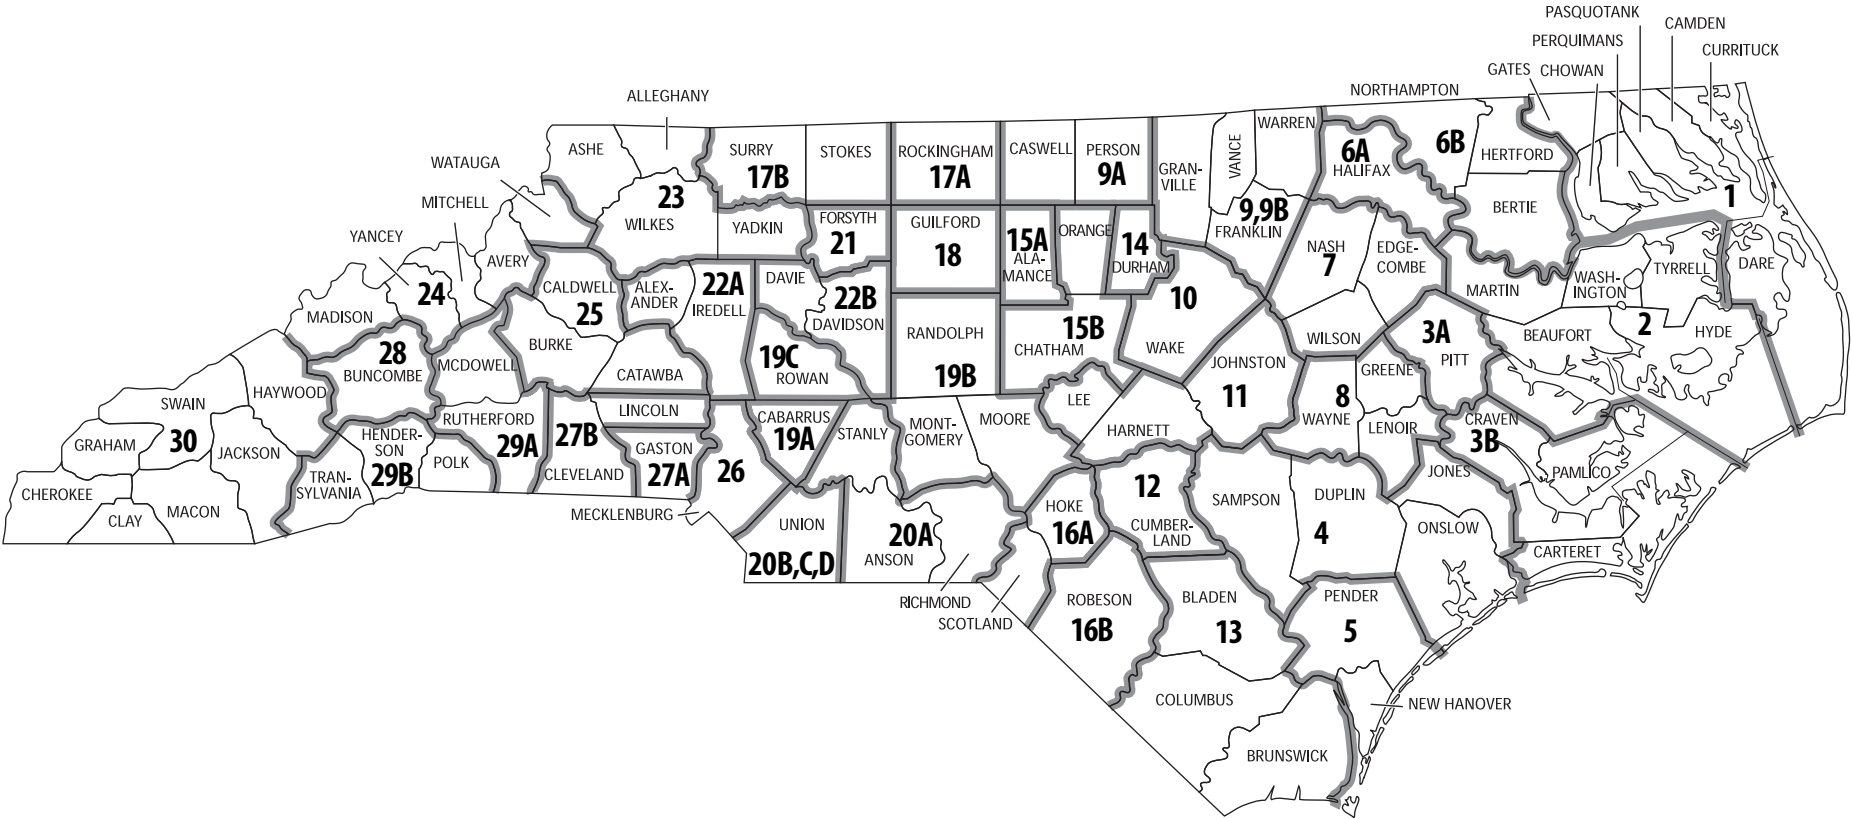 PASQUOTANK
CAMDEN
PERQUIMANS
CURRITUCK
GATES
CHOWAN
NORTHAMPTON
ALLEGHANY
WATAUGA
MITCHELL
YANCEY
ASHE
SURRY
17B
STOKES
ROCKINGHAM
17A
CASWELL
PERSON
9A
GRAN-
VILLE
VANCE
WARREN
6A
HALIFAX
6B
HERTFORD
BERTIE
1
23
WILKES
YADKIN
FORSYTH
21
GUILFORD
18
15A
ALA-
MANCE
ORANGE
14
DURHAM
9,9B
FRANKLIN
NASH
7
EDGE-
COMBE
MARTIN
WASH-
INGTON
TYRRELL
DARE
AVERY
24
MADISON
CALDWELL
25
ALEX-
ANDER
22A
IREDELL
DAVIE
22B
DAVIDSON
RANDOLPH
19B
15B
CHATHAM
10
WAKE
WILSON
3A
PITT
BEAUFORT
2
HYDE
28
BUNCOMBE
MCDOWELL
BURKE
CATAWBA
19C
ROWAN
JOHNSTON
11
GREENE
8
WAYNE
LENOIR
HAYWOOD
SWAIN
30
GRAHAM
JACKSON
CHEROKEE
CLAY
MACON
TRAN-
SYLVANIA
HENDER-
SON
29B
RUTHERFORD
29A
POLK
27B
CLEVELAND
LINCOLN
GASTON
27A
26
MECKLENBURG
CABARRUS
19A
STANLY
MONT-
GOMERY
MOORE
LEE
HARNETT
CRAVEN
3B
JONES
PAMLICO
CARTERET
UNION
20B,C,D
20A
ANSON
RICHMOND
SCOTLAND
HOKE
16A
12
CUMBER-
LAND
SAMPSON
DUPLIN
4
ONSLOW
ROBESON
16B
BLADEN
13
PENDER
5
COLUMBUS
NEW HANOVER
BRUNSWICK